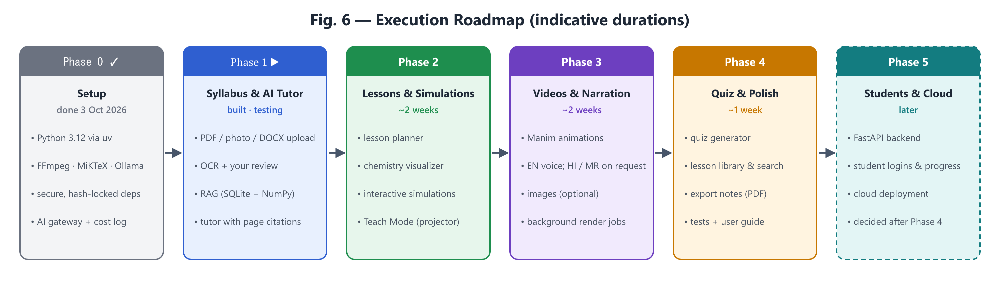 Fig. 6 — Execution Roadmap (indicative durations)
Phase 0 ✓
Setup
done 3 Oct 2026
• Python 3.12 via uv
• FFmpeg · MiKTeX · Ollama
• secure, hash-locked deps
• AI gateway + cost log
Phase 1 ▶
Syllabus & AI Tutor
built · testing
• PDF / photo / DOCX upload
• OCR + your review
• RAG (SQLite + NumPy)
• tutor with page citations
Phase 2
Lessons & Simulations
~2 weeks
• lesson planner
• chemistry visualizer
• interactive simulations
• Teach Mode (projector)
Phase 3
Videos & Narration
~2 weeks
• Manim animations
• EN voice; HI / MR on request
• images (optional)
• background render jobs
Phase 4
Quiz & Polish
~1 week
• quiz generator
• lesson library & search
• export notes (PDF)
• tests + user guide
Phase 5
Students & Cloud
later
• FastAPI backend
• student logins & progress
• cloud deployment
• decided after Phase 4